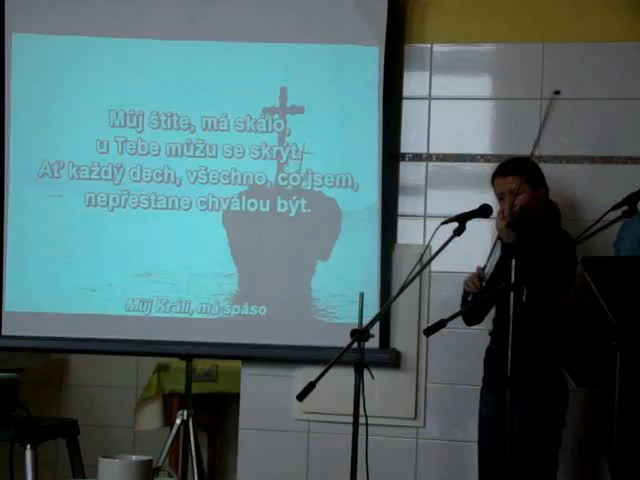 Můj štíte, má skálo,
u Tebe můžu se skrýt.
Ať každý dech, všechno, co jsem,
nepřestane chválou být.
Můj Králi, má spáso